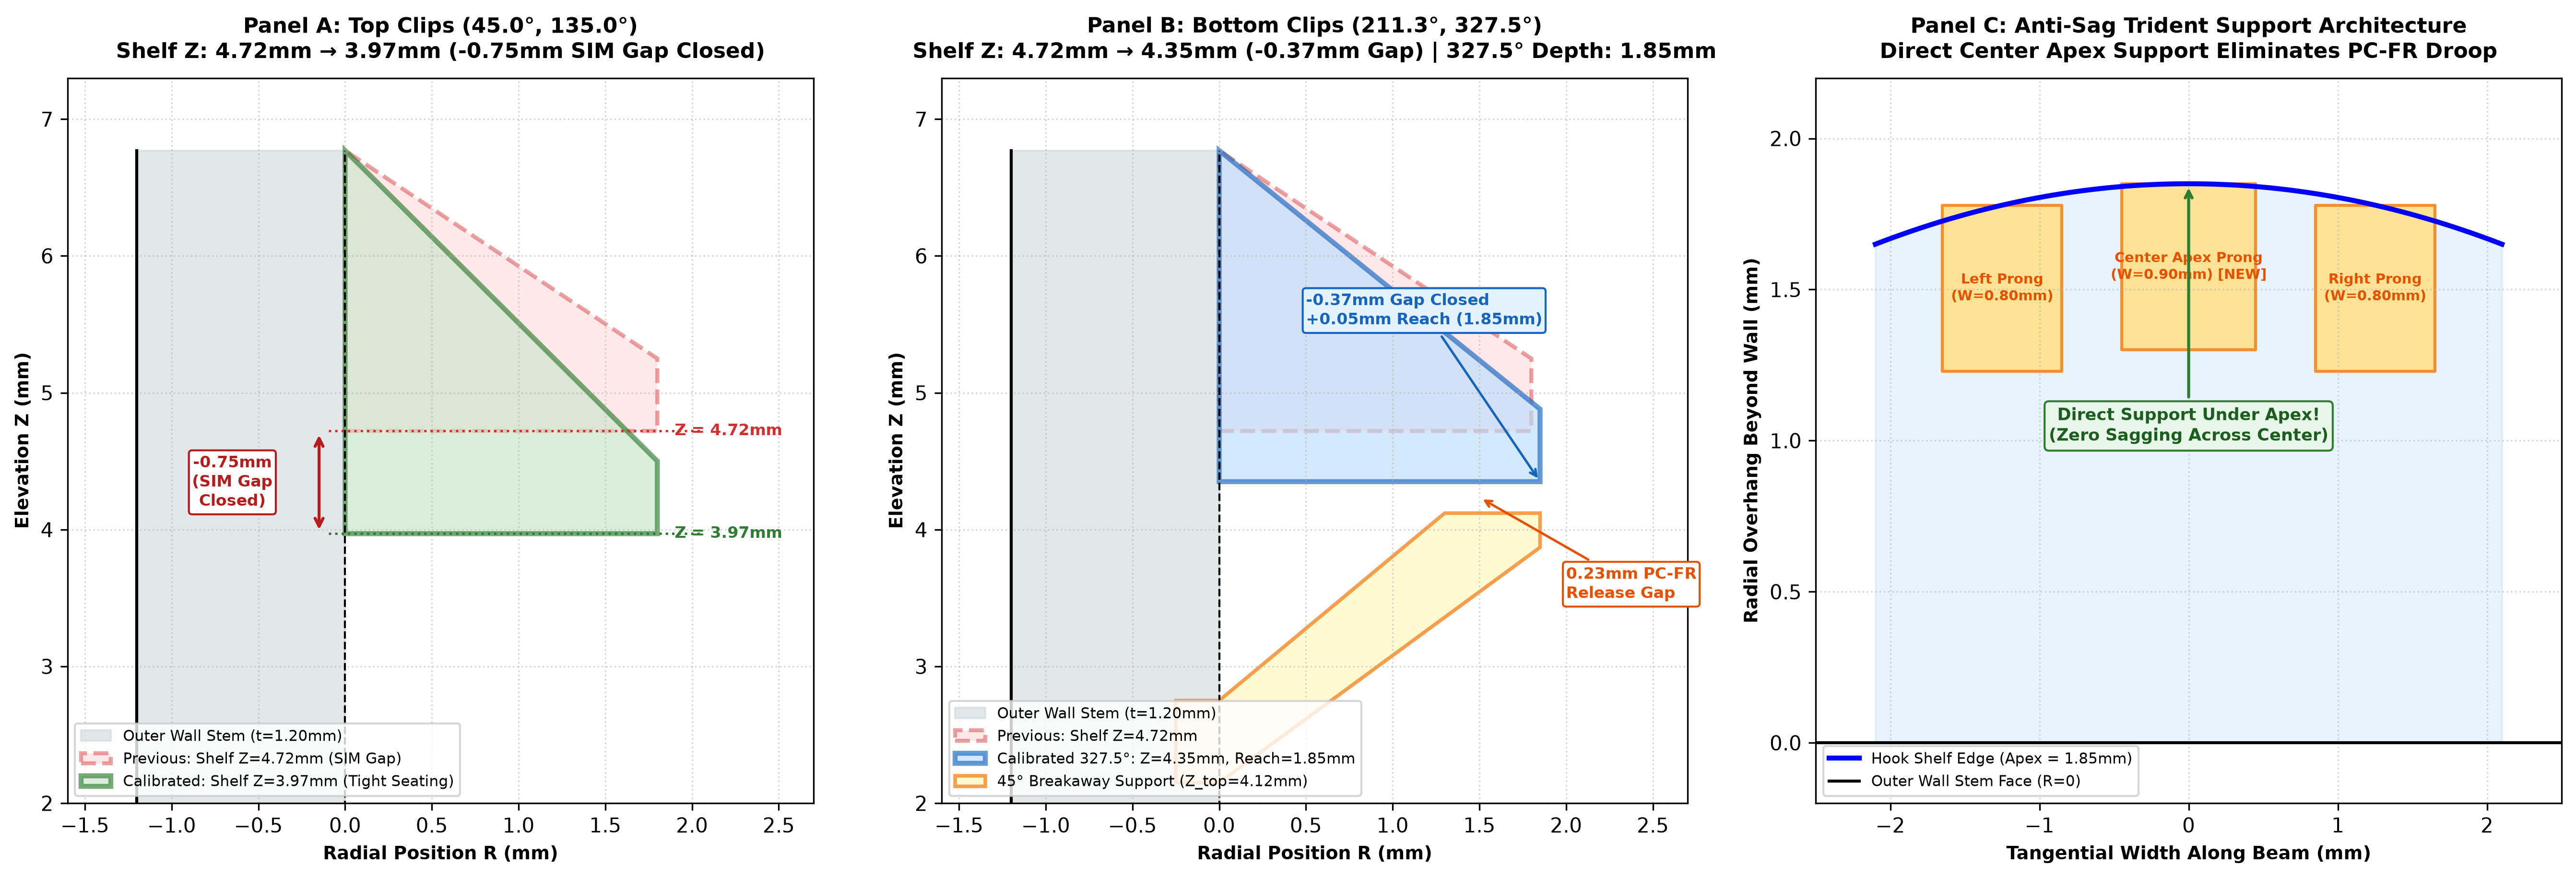 Panel A: Top Clips (45.0°, 135.0°)
Shelf Z: 4.72mm → 3.97mm (-0.75mm SIM Gap Closed)
Elevation Z (mm)
7
6
5
4
3
2
Z = 4.72mm
-0.75mm
(SIM Gap
Closed)
Z = 3.97mm
Outer Wall Stem (t=1.20mm)
Previous: Shelf Z=4.72mm (SIM Gap)
Calibrated: Shelf Z=3.97mm (Tight Seating)
−1.5 −1.0 −0.5 0.0 0.5 1.0 1.5 2.0 2.5
Radial Position R (mm)
Panel B: Bottom Clips (211.3°, 327.5°)
Shelf Z: 4.72mm → 4.35mm (-0.37mm Gap) | 327.5° Depth: 1.85mm
Elevation Z (mm)
7
6
5
4
3
2
-0.37mm Gap Closed
+0.05mm Reach (1.85mm)
0.23mm PC-FR
Release Gap
Outer Wall Stem (t=1.20mm)
Previous: Shelf Z=4.72mm
Calibrated 327.5°: Z=4.35mm, Reach=1.85mm
45° Breakaway Support (Z_top=4.12mm)
−1.5 −1.0 −0.5 0.0 0.5 1.0 1.5 2.0 2.5
Radial Position R (mm)
Panel C: Anti-Sag Trident Support Architecture
Direct Center Apex Support Eliminates PC-FR Droop
Radial Overhang Beyond Wall (mm)
2.0
1.5
1.0
0.5
0.0
Left Prong
(W=0.80mm)
Center Apex Prong
(W=0.90mm) [NEW]
Right Prong
(W=0.80mm)
Direct Support Under Apex!
(Zero Sagging Across Center)
Hook Shelf Edge (Apex = 1.85mm)
Outer Wall Stem Face (R=0)
−2 −1 0 1 2
Tangential Width Along Beam (mm)